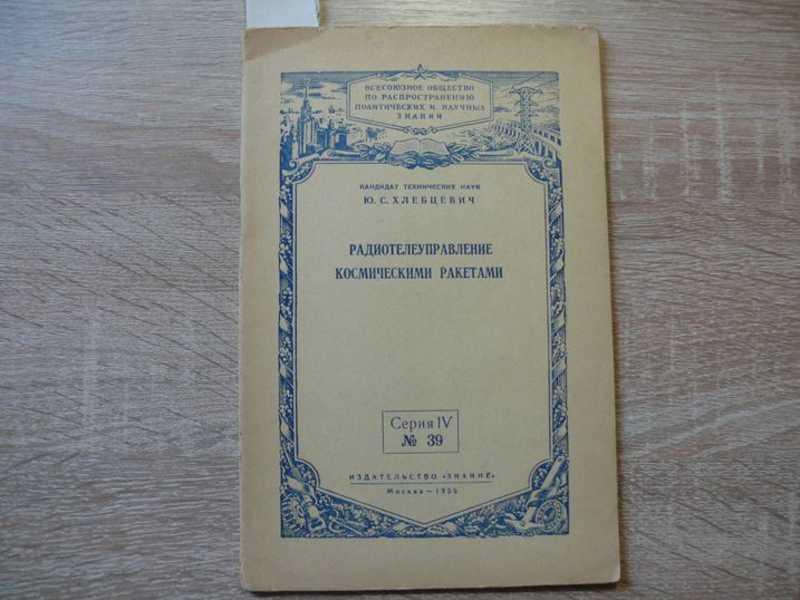 ВСЕСОЮЗНОЕ ОБЩЕСТВО
ПО РАСПРОСТРАНЕНИЮ
ПОЛИТИЧЕСКИХ И НАУЧНЫХ
ЗНАНИЙ
КАНДИДАТ ТЕХНИЧЕСКИХ НАУК
Ю. С. ХЛЕБЦЕВИЧ
РАДИОТЕЛЕУПРАВЛЕНИЕ
КОСМИЧЕСКИМИ РАКЕТАМИ
Серия IV
№ 39
ИЗДАТЕЛЬСТВО «ЗНАНИЕ»
Москва —